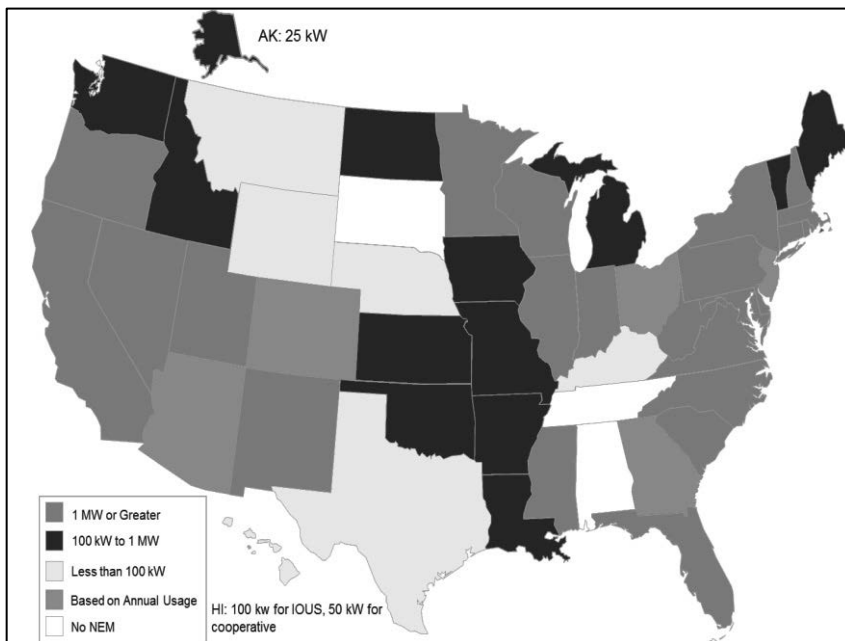 AK: 25 kW
1 MW or Greater
100 kW to 1 MW
Less than 100 kW
Based on Annual Usage
No NEM
HI: 100 kw for IOUS, 50 kW for
cooperative